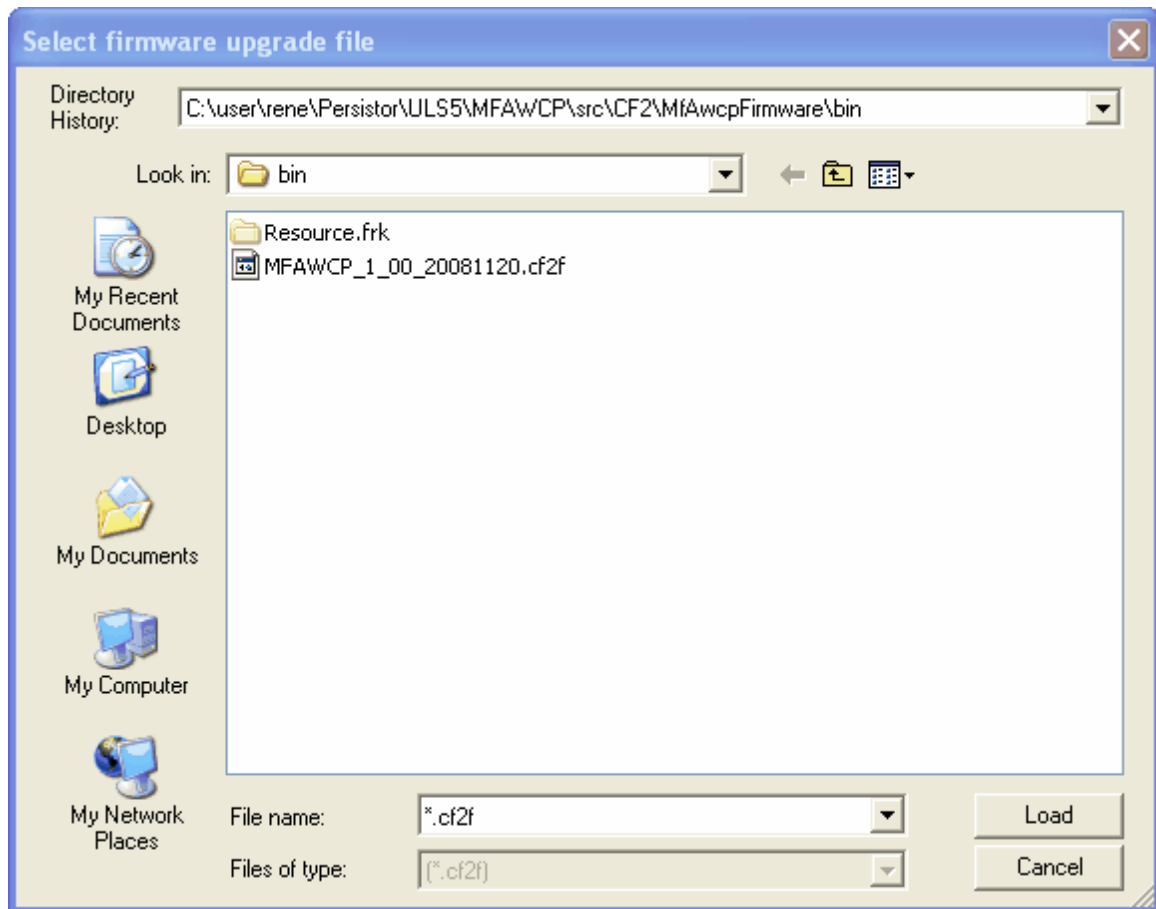 Select firmware upgrade file
Directory
History:
C:\user\rene\Persistor\ULS5\MFAWCP\src\CF2\MfAwcpFirmware\bin
Look in:
bin
Resource.frk
MFAWCP_1_00_20081120.cf2f
My Recent
Documents
Desktop
My Documents
My Computer
My Network
Places
File name:
*.cf2f
Load
Files of type:
(*.cf2f)
Cancel